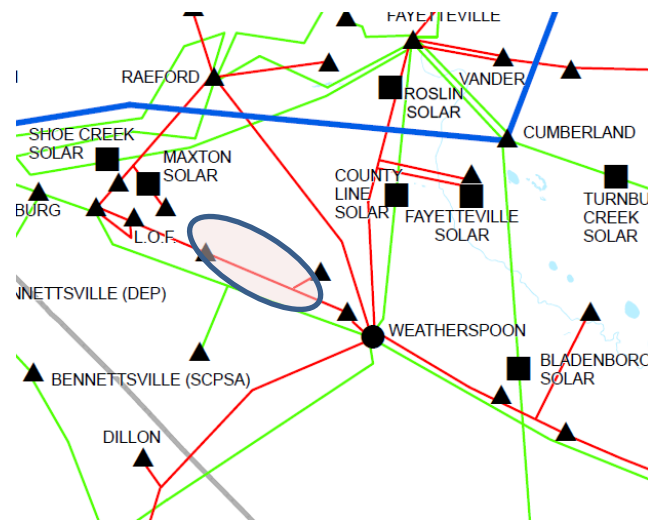 FAYETTEVILLE
RAEFORD
VANDER
ROSLIN
SOLAR
CUMBERLAND
SHOE CREEK
SOLAR
MAXTON
SOLAR
COUNTY
LINE
SOLAR
FAYETTEVILLE
SOLAR
TURNBU
CREEK
SOLAR
BURG
L.O.F.
NNETTSVILLE (DEP)
WEATHERSPOON
BLADENBORO
SOLAR
BENNETTSVILLE (SCPSA)
DILLON